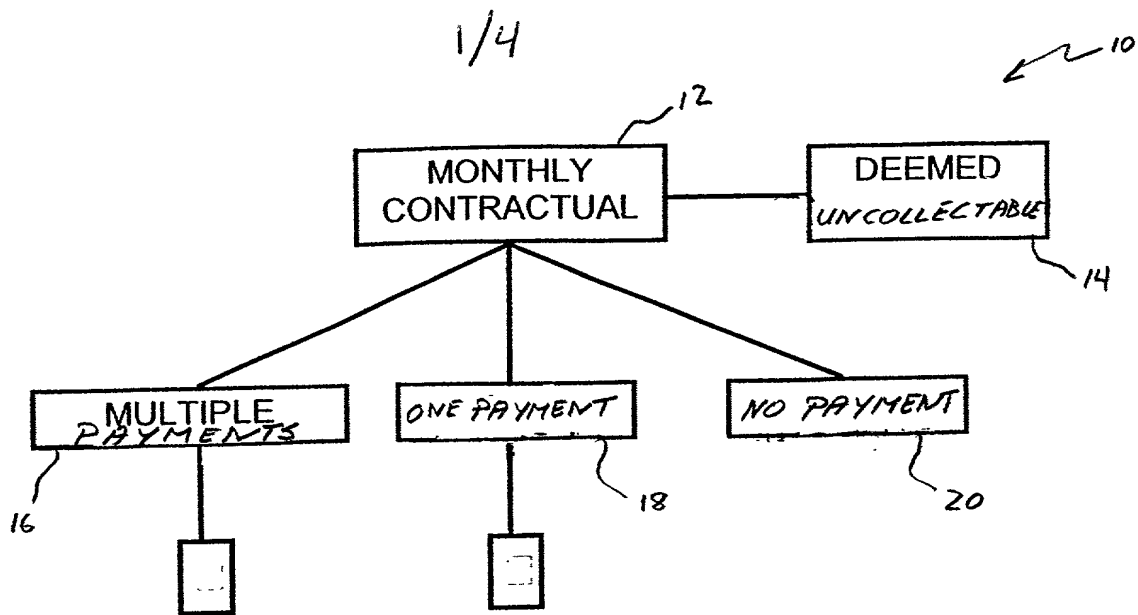 1/4
10
12
MONTHLY
CONTRACTUAL
DEEMED
UNCOLLECTABLE
14
MULTIPLE
PAYMENTS
ONE PAYMENT
NO PAYMENT
16
18
20